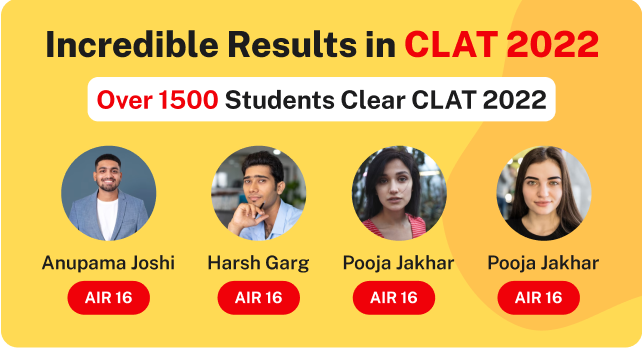 Incredible Results in CLAT 2022
Over 1500 Students Clear CLAT 2022
Anupama Joshi Harsh Garg Pooja Jakhar Pooja Jakhar
AIR 16 AIR 16 AIR 16 AIR 16